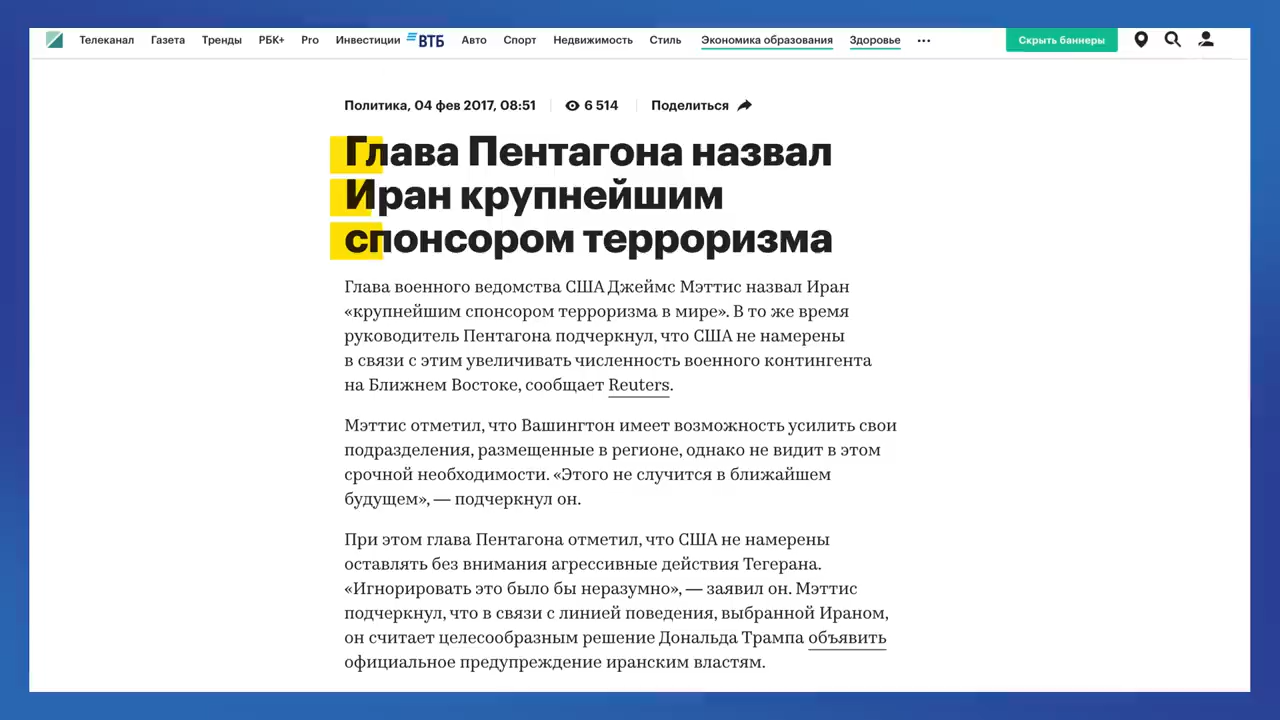 Телеканал Газета Тренды РБК+ Pro Инвестиции ВТБ Авто Спорт Недвижимость Стиль Экономика образования Здоровье ··· Скрыть баннеры
Политика, 04 фев 2017, 08:51 6 514 Поделиться
Глава Пентагона назвал
Иран крупнейшим
спонсором терроризма
Глава военного ведомства США Джеймс Мэттис назвал Иран
«крупнейшим спонсором терроризма в мире». В то же время
руководитель Пентагона подчеркнул, что США не намерены
в связи с этим увеличивать численность военного контингента
на Ближнем Востоке, сообщает Reuters.
Мэттис отметил, что Вашингтон имеет возможность усилить свои
подразделения, размещенные в регионе, однако не видит в этом
срочной необходимости. «Этого не случится в ближайшем
будущем», — подчеркнул он.
При этом глава Пентагона отметил, что США не намерены
оставлять без внимания агрессивные действия Тегерана.
«Игнорировать это было бы неразумно», — заявил он. Мэттис
подчеркнул, что в связи с линией поведения, выбранной Ираном,
он считает целесообразным решение Дональда Трампа объявить
официальное предупреждение иранским властям.